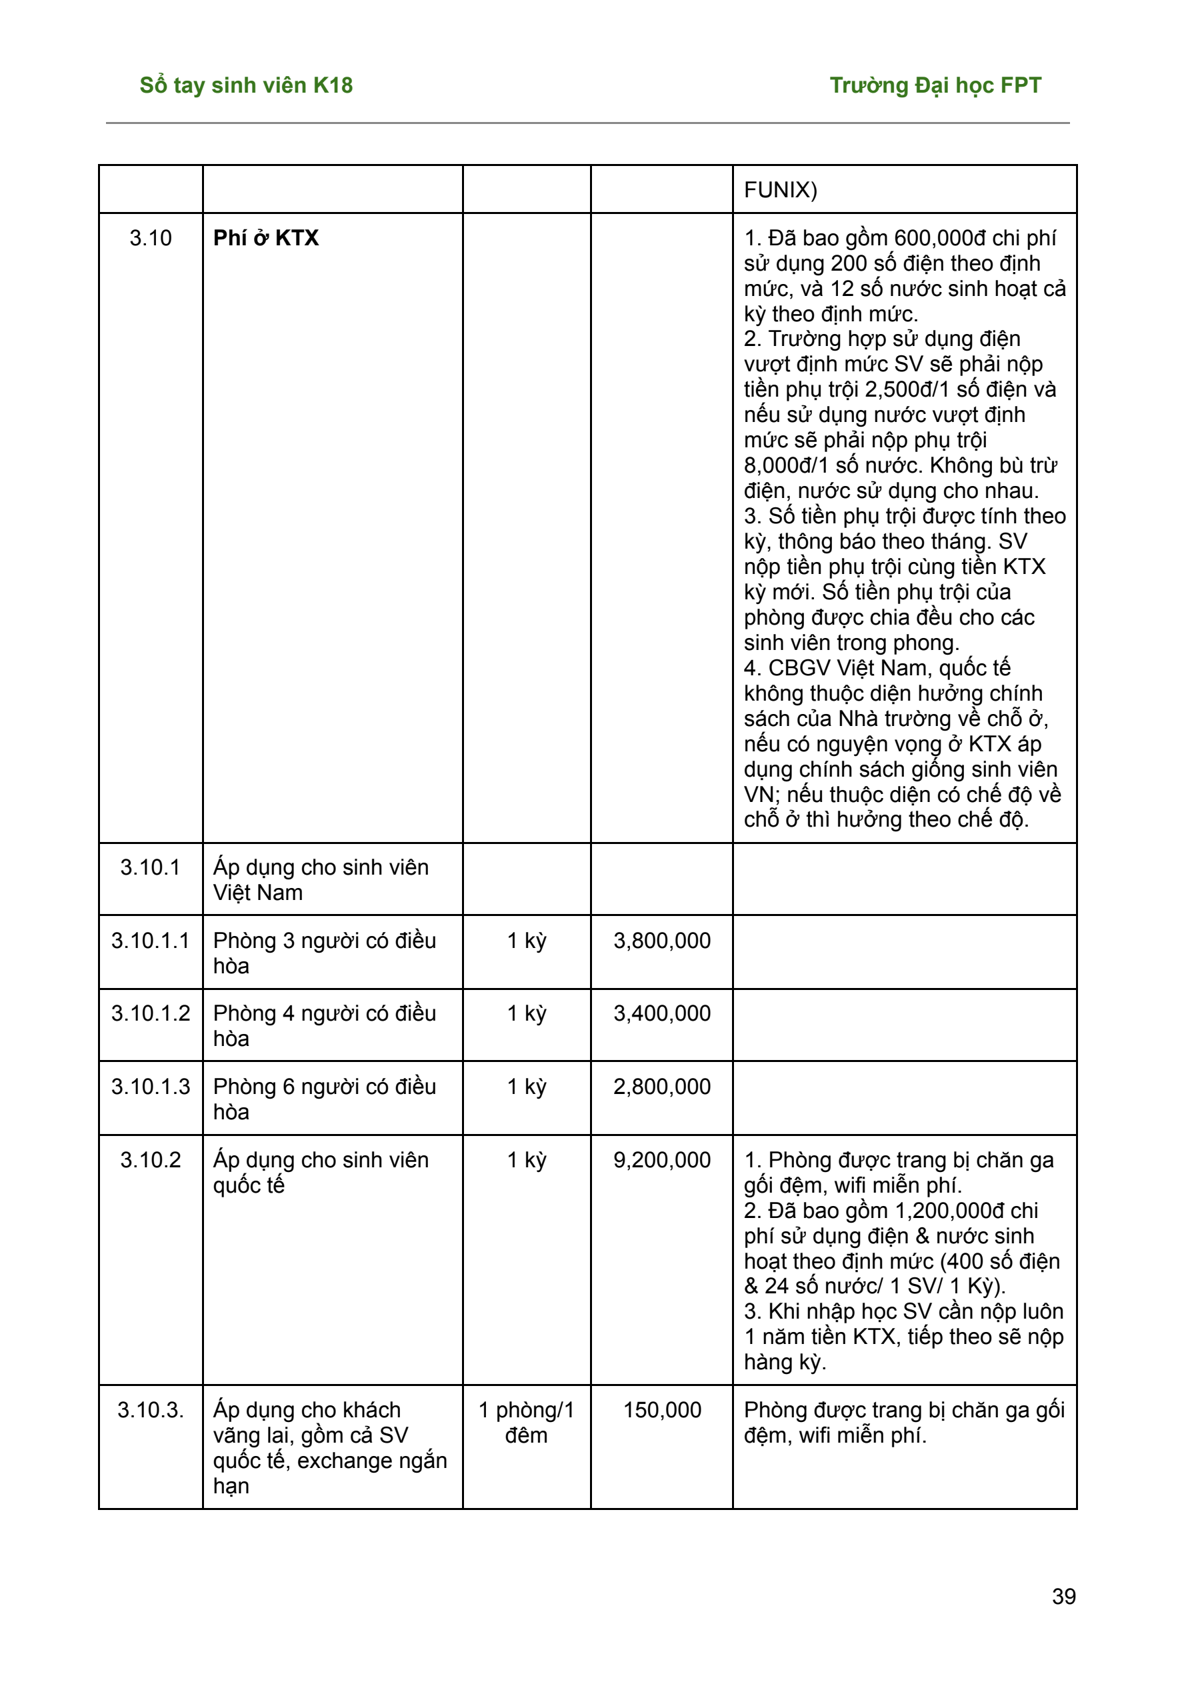 Sổ tay sinh viên K18 Trường Đại học FPT
FUNIX)
3.10 Phí ở KTX
1. Đã bao gồm 600,000đ chi phí
sử dụng 200 số điện theo định
mức, và 12 số nước sinh hoạt cả
kỳ theo định mức.
2. Trường hợp sử dụng điện
vượt định mức SV sẽ phải nộp
tiền phụ trội 2,500đ/1 số điện và
nếu sử dụng nước vượt định
mức sẽ phải nộp phụ trội
8,000đ/1 số nước. Không bù trừ
điện, nước sử dụng cho nhau.
3. Số tiền phụ trội được tính theo
kỳ, thông báo theo tháng. SV
nộp tiền phụ trội cùng tiền KTX
kỳ mới. Số tiền phụ trội của
phòng được chia đều cho các
sinh viên trong phong.
4. CBGV Việt Nam, quốc tế
không thuộc diện hưởng chính
sách của Nhà trường về chỗ ở,
nếu có nguyện vọng ở KTX áp
dụng chính sách giống sinh viên
VN; nếu thuộc diện có chế độ về
chỗ ở thì hưởng theo chế độ.
3.10.1 Áp dụng cho sinh viên
Việt Nam
3.10.1.1 Phòng 3 người có điều 1 kỳ 3,800,000
hòa
3.10.1.2 Phòng 4 người có điều 1 kỳ 3,400,000
hòa
3.10.1.3 Phòng 6 người có điều 1 kỳ 2,800,000
hòa
3.10.2 Áp dụng cho sinh viên 1 kỳ 9,200,000 1. Phòng được trang bị chăn ga
quốc tế gối đệm, wifi miễn phí.
2. Đã bao gồm 1,200,000đ chi
phí sử dụng điện & nước sinh
hoạt theo định mức (400 số điện
& 24 số nước/ 1 SV/ 1 Kỳ).
3. Khi nhập học SV cần nộp luôn
1 năm tiền KTX, tiếp theo sẽ nộp
hàng kỳ.
3.10.3. Áp dụng cho khách 1 phòng/1 150,000 Phòng được trang bị chăn ga gối
vãng lai, gồm cả SV đêm đệm, wifi miễn phí.
quốc tế, exchange ngắn
hạn
39